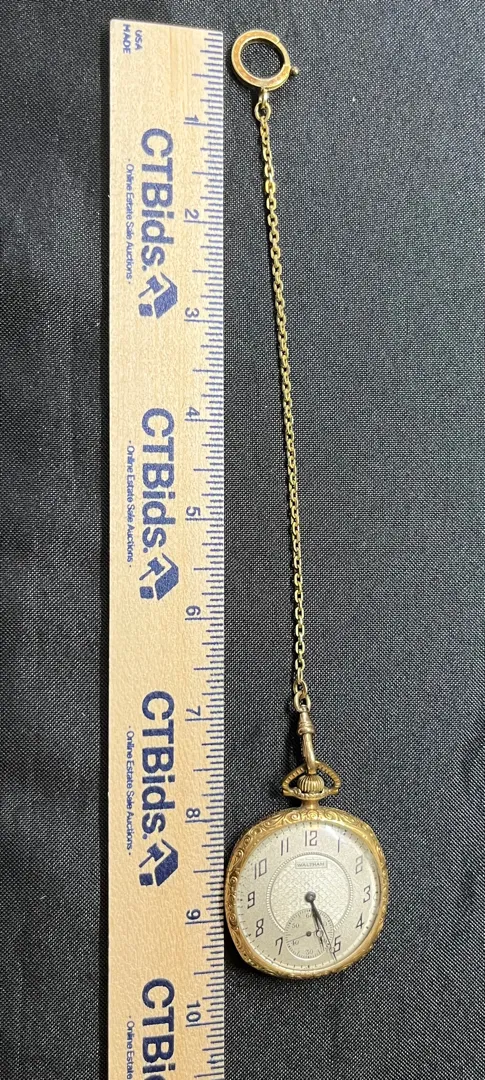 USA
MADE
1
CTBids.
- Online Estate Sale Auctions -
2
3
4
CTBids.
- Online Estate Sale Auctions -
5
6
7
CTBids.
- Online Estate Sale Auctions -
8
9
CTBi
- Online Estate
10
WALTHAM
12
1
2
3
4
5
7
8
9
10
11